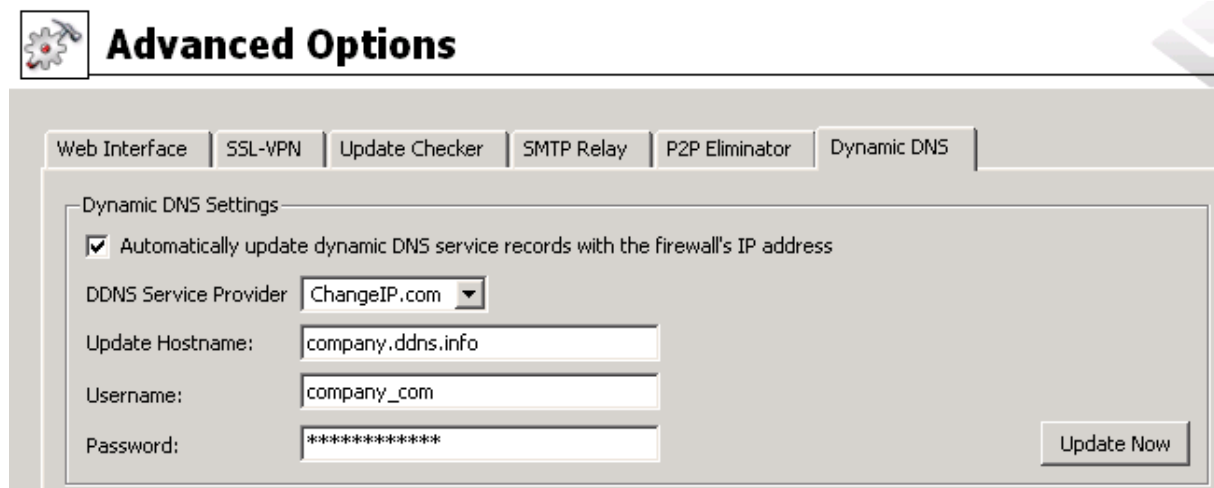 Advanced Options
Web Interface SSL-VPN Update Checker SMTP Relay P2P Eliminator Dynamic DNS
Dynamic DNS Settings
Automatically update dynamic DNS service records with the firewall's IP address
DDNS Service Provider ChangeIP.com
Update Hostname: company.ddns.info
Username: company_com
Password: ************
Update Now